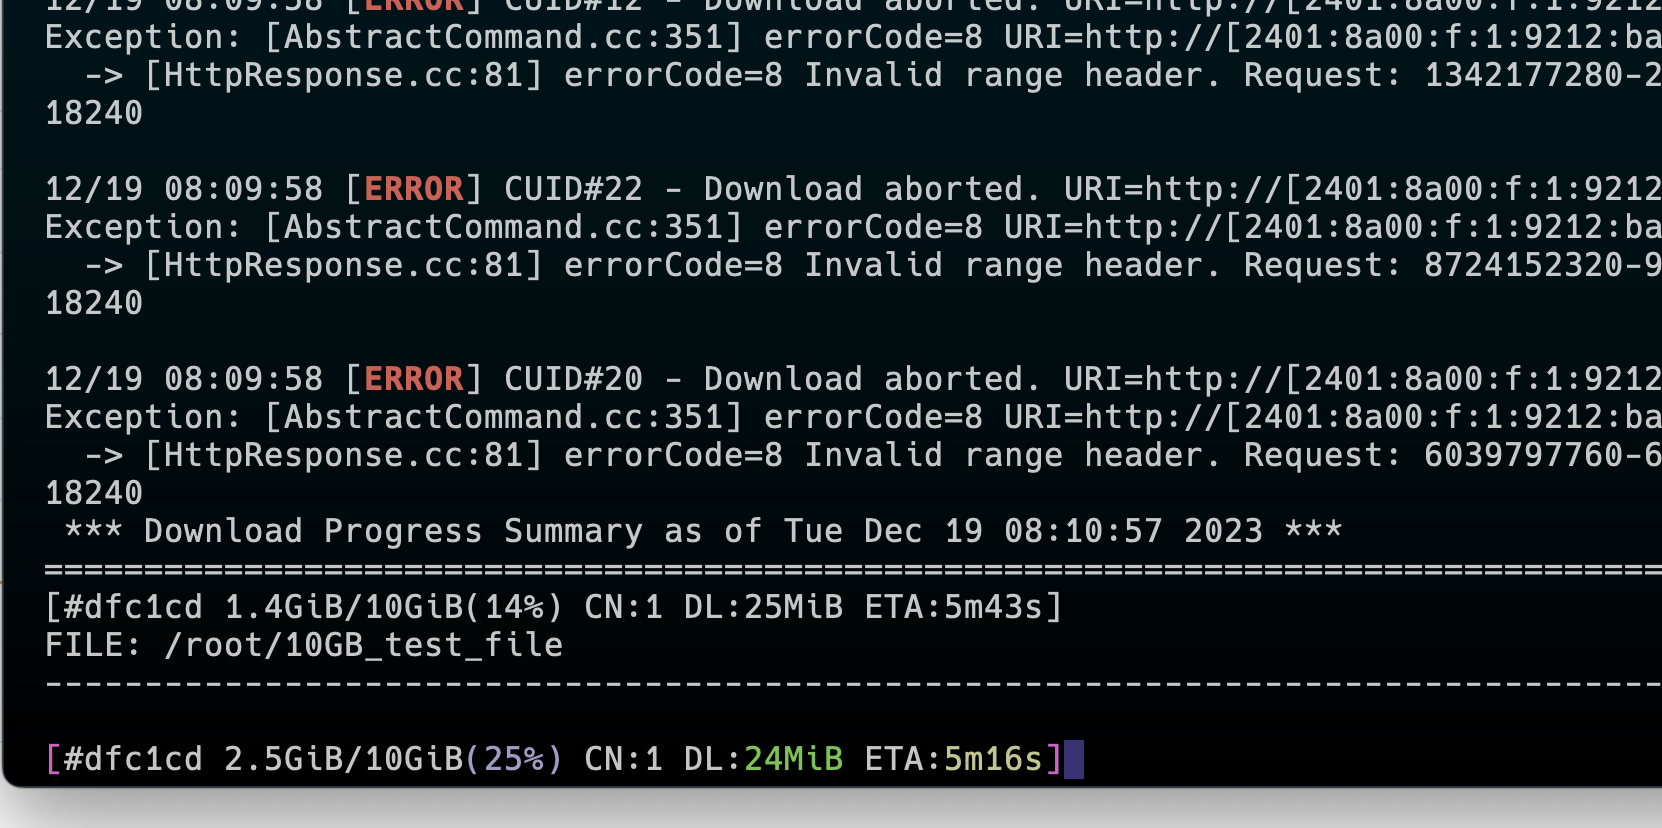 12/19 08:09:58 [ERROR] CUID#12 - Download aborted. URI=http://[2401:8a00:f:1:9212
Exception: [AbstractCommand.cc:351] errorCode=8 URI=http://[2401:8a00:f:1:9212:ba
-> [HttpResponse.cc:81] errorCode=8 Invalid range header. Request: 1342177280-2
18240
12/19 08:09:58 [ERROR] CUID#22 - Download aborted. URI=http://[2401:8a00:f:1:9212
Exception: [AbstractCommand.cc:351] errorCode=8 URI=http://[2401:8a00:f:1:9212:ba
-> [HttpResponse.cc:81] errorCode=8 Invalid range header. Request: 8724152320-9
18240
12/19 08:09:58 [ERROR] CUID#20 - Download aborted. URI=http://[2401:8a00:f:1:9212
Exception: [AbstractCommand.cc:351] errorCode=8 URI=http://[2401:8a00:f:1:9212:ba
-> [HttpResponse.cc:81] errorCode=8 Invalid range header. Request: 6039797760-6
18240
*** Download Progress Summary as of Tue Dec 19 08:10:57 2023 ***
=================================================================================
[#dfc1cd 1.4GiB/10GiB(14%) CN:1 DL:25MiB ETA:5m43s]
FILE: /root/10GB_test_file
---------------------------------------------------------------------------------
[#dfc1cd 2.5GiB/10GiB(25%) CN:1 DL:24MiB ETA:5m16s]